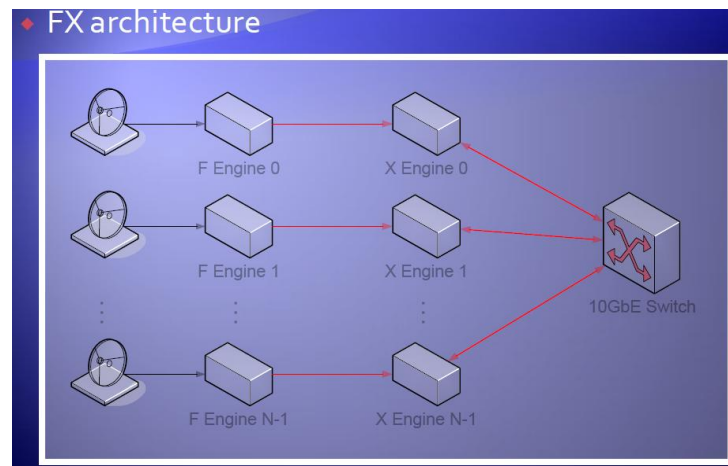 FX architecture
F Engine 0
X Engine 0
F Engine 1
X Engine 1
10GbE Switch
F Engine N-1
X Engine N-1